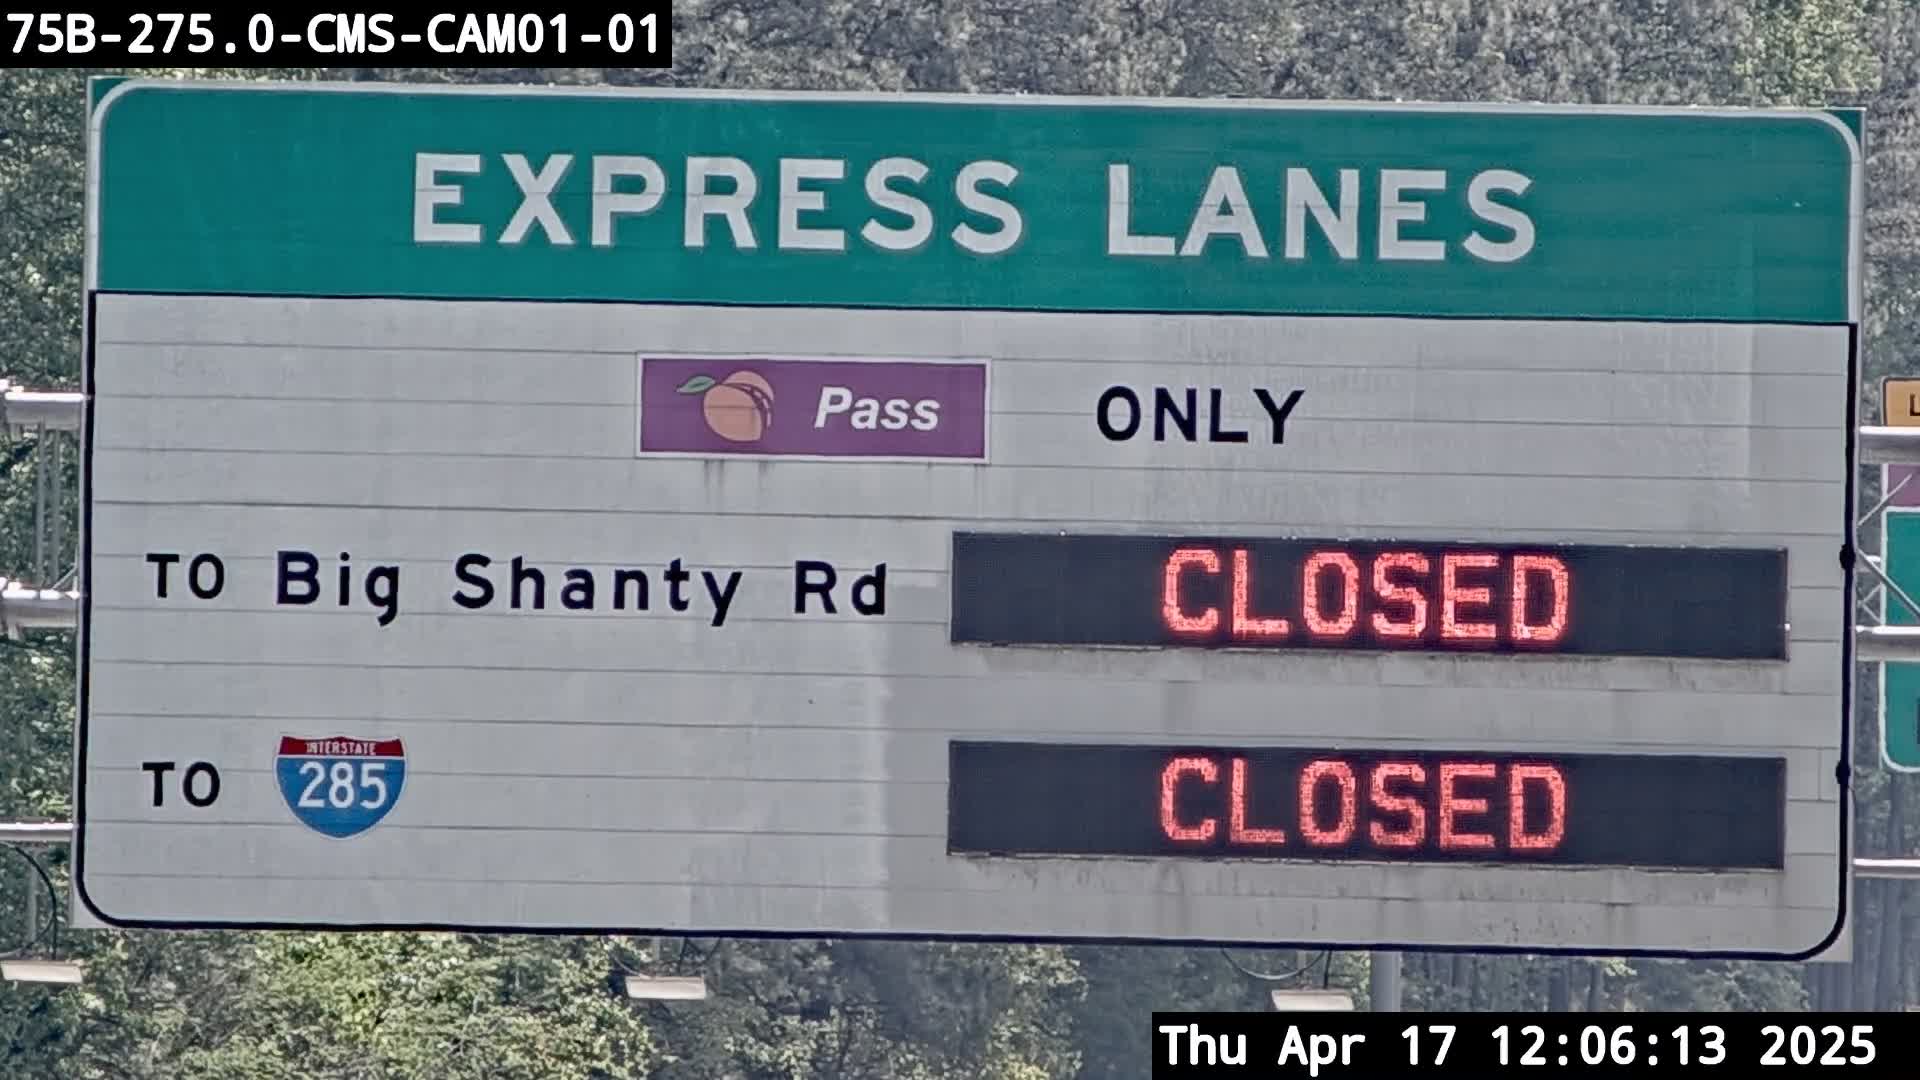 75B-275.0-CMS-CAM01-01
EXPRESS LANES
Pass ONLY
TO Big Shanty Rd CLOSED
INTERSTATE
TO 285 CLOSED
Thu Apr 17 12:06:13 2025